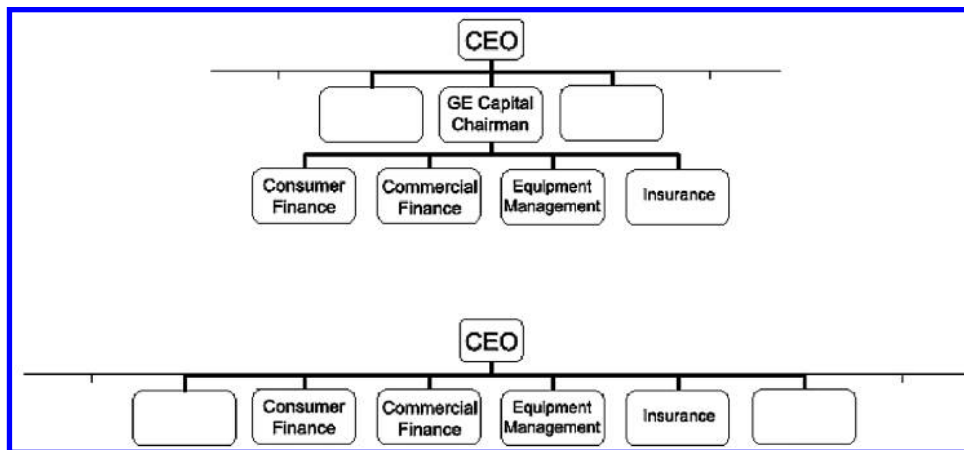 CEO
GE Capital
Chairman
Consumer
Finance
Commercial
Finance
Equipment
Management
Insurance
CEO
Consumer
Finance
Commercial
Finance
Equipment
Management
Insurance